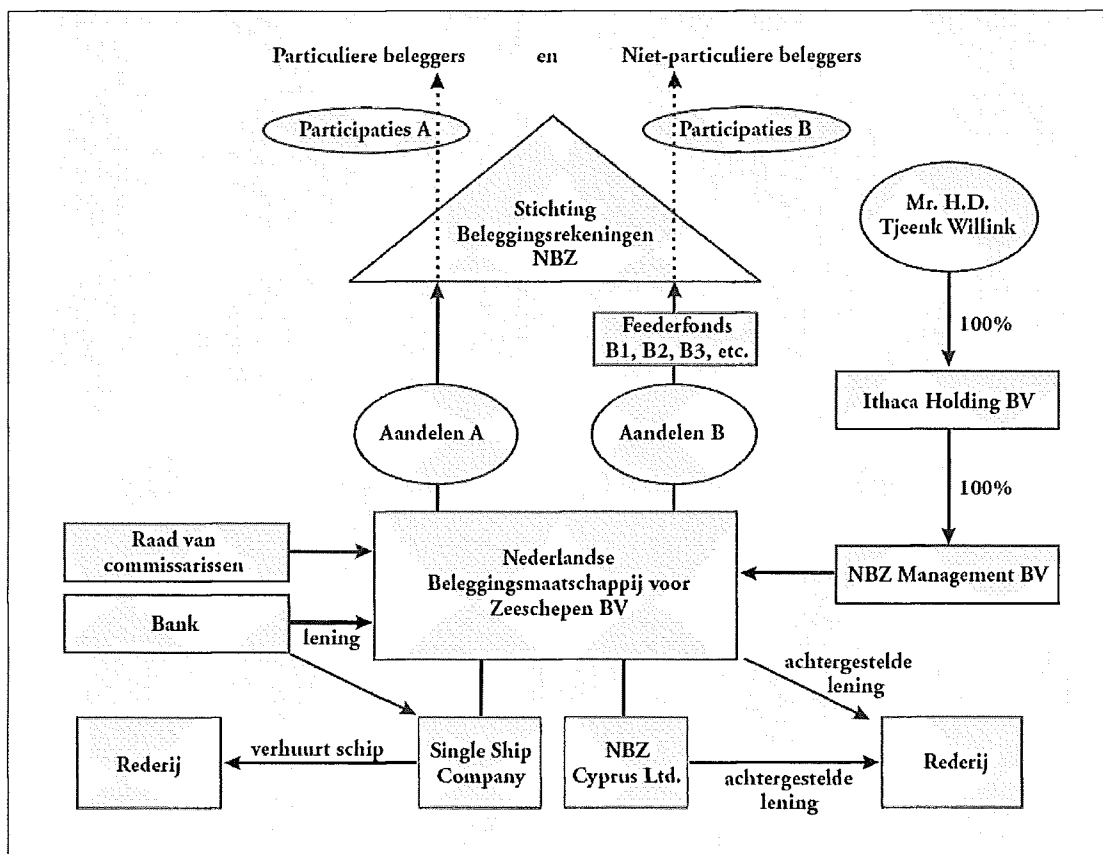 Particuliere beleggers en Niet-particuliere beleggers
Participaties A
Participaties B
Stichting
Beleggingsrekeningen
NBZ
Mr. H.D.
Tjeenk Willink
100%
Feederfonds
B1, B2, B3, etc.
Ithaca Holding BV
Aandelen A
Aandelen B
100%
Raad van
commissarissen
Nederlandse
Beleggingsmaatschappij voor
Zeeschepen BV
NBZ Management BV
Bank
lening
achtergestelde
lening
Rederij
verhuurt schip
Single Ship
Company
NBZ
Cyprus Ltd.
achtergestelde
lening
Rederij